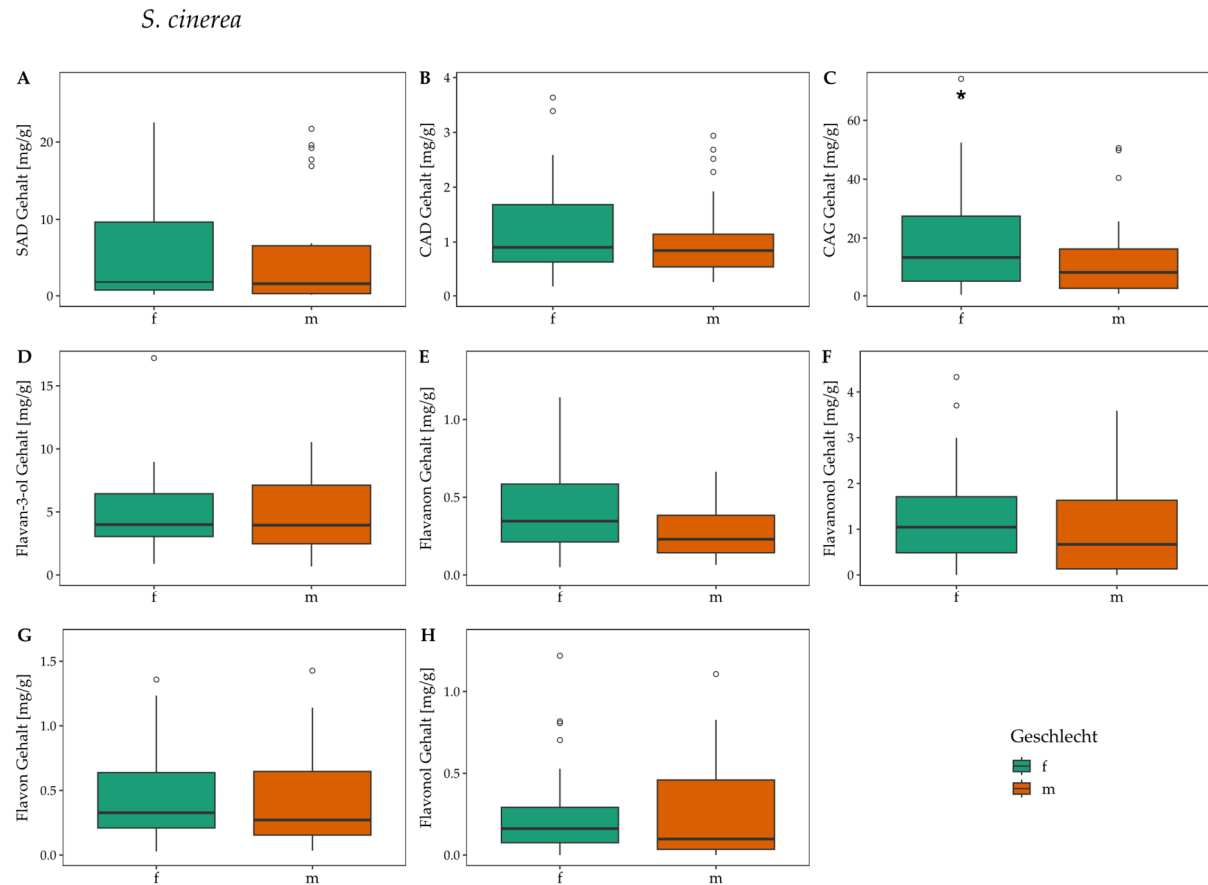 S. cinerea
A
SAD Gehalt [mg/g]
20
10
0
f m
B
CAD Gehalt [mg/g]
4
3
2
1
0
f m
C
CAG Gehalt [mg/g]
60
40
20
0
*
f m
D
Flavan-3-ol Gehalt [mg/g]
15
10
5
0
f m
E
Flavanon Gehalt [mg/g]
1.0
0.5
0.0
f m
F
Flavanonol Gehalt [mg/g]
4
3
2
1
0
f m
G
Flavon Gehalt [mg/g]
1.5
1.0
0.5
0.0
f m
H
Flavonol Gehalt [mg/g]
1.0
0.5
0.0
f m
Geschlecht
f
m